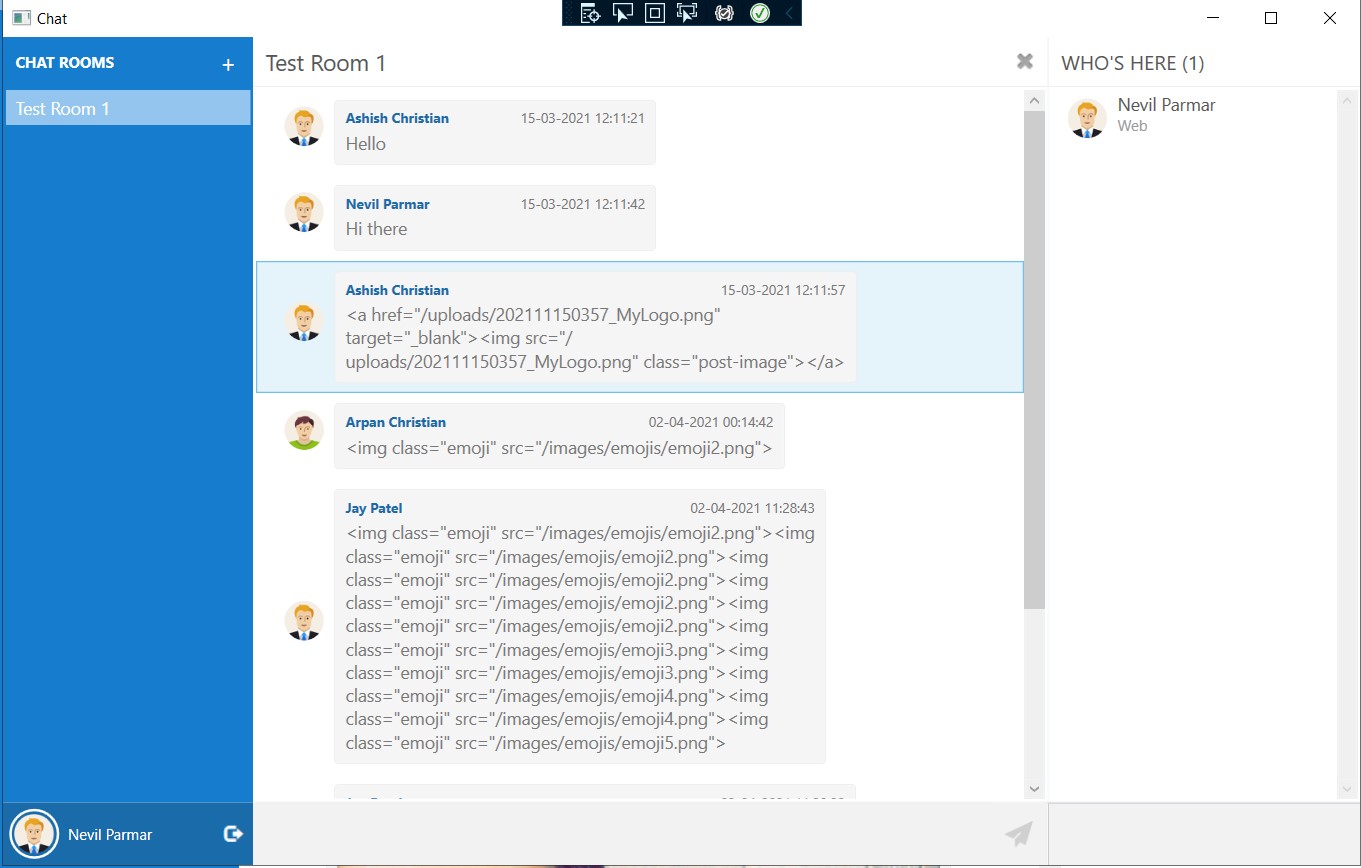 Chat
CHAT ROOMS +
Test Room 1
Test Room 1
WHO'S HERE (1)
Nevil Parmar
Web
Ashish Christian 15-03-2021 12:11:21
Hello
Nevil Parmar 15-03-2021 12:11:42
Hi there
Ashish Christian 15-03-2021 12:11:57
<a href="/uploads/202111150357_MyLogo.png"
target="_blank"><img src="/
uploads/202111150357_MyLogo.png" class="post-image"></a>
Arpan Christian 02-04-2021 00:14:42
<img class="emoji" src="/images/emojis/emoji2.png">
Jay Patel 02-04-2021 11:28:43
<img class="emoji" src="/images/emojis/emoji2.png"><img
class="emoji" src="/images/emojis/emoji2.png"><img
class="emoji" src="/images/emojis/emoji2.png"><img
class="emoji" src="/images/emojis/emoji2.png"><img
class="emoji" src="/images/emojis/emoji2.png"><img
class="emoji" src="/images/emojis/emoji3.png"><img
class="emoji" src="/images/emojis/emoji3.png"><img
class="emoji" src="/images/emojis/emoji4.png"><img
class="emoji" src="/images/emojis/emoji4.png"><img
class="emoji" src="/images/emojis/emoji5.png">
Nevil Parmar